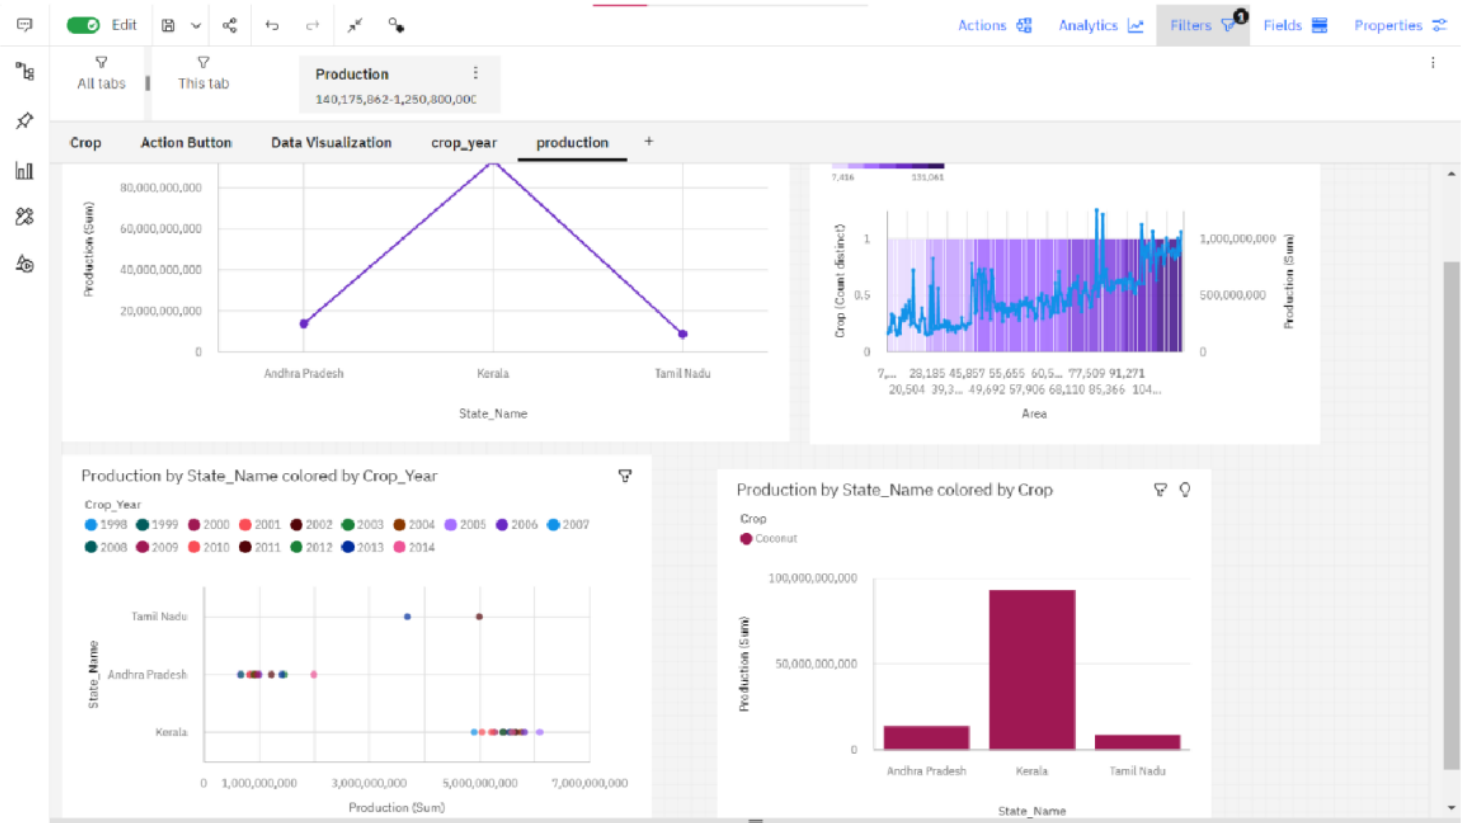 Edit
Actions
Analytics
Filters
1
Fields
Properties
All tabs
This tab
Production
140,175,862-1,250,800,00C
Crop
Action Button
Data Visualization
crop_year
production
+
80,000,000,000
60,000,000,000
40,000,000,000
20,000,000,000
0
Production (Sum)
Andhra Pradesh
Kerala
Tamil Nadu
State_Name
7,416
131,061
Crop (Count distinct)
1
0.5
0
1,000,000,000
500,000,000
0
Production (Sum)
7,... 28,185 45,857 55,655 60,5... 77,509 91,271
20,504 39,3... 49,692 57,906 68,110 85,366 104...
Area
Production by State_Name colored by Crop_Year
Crop_Year
1998 1999 2000 2001 2002 2003 2004 2005 2006 2007
2008 2009 2010 2011 2012 2013 2014
State_Name
Tamil Nadu
Andhra Pradesh
Kerala
0 1,000,000,000 3,000,000,000 5,000,000,000 7,000,000,000
Production (Sum)
Production by State_Name colored by Crop
Crop
Coconut
100,000,000,000
50,000,000,000
0
Production (Sum)
Andhra Pradesh
Kerala
Tamil Nadu
State_Name